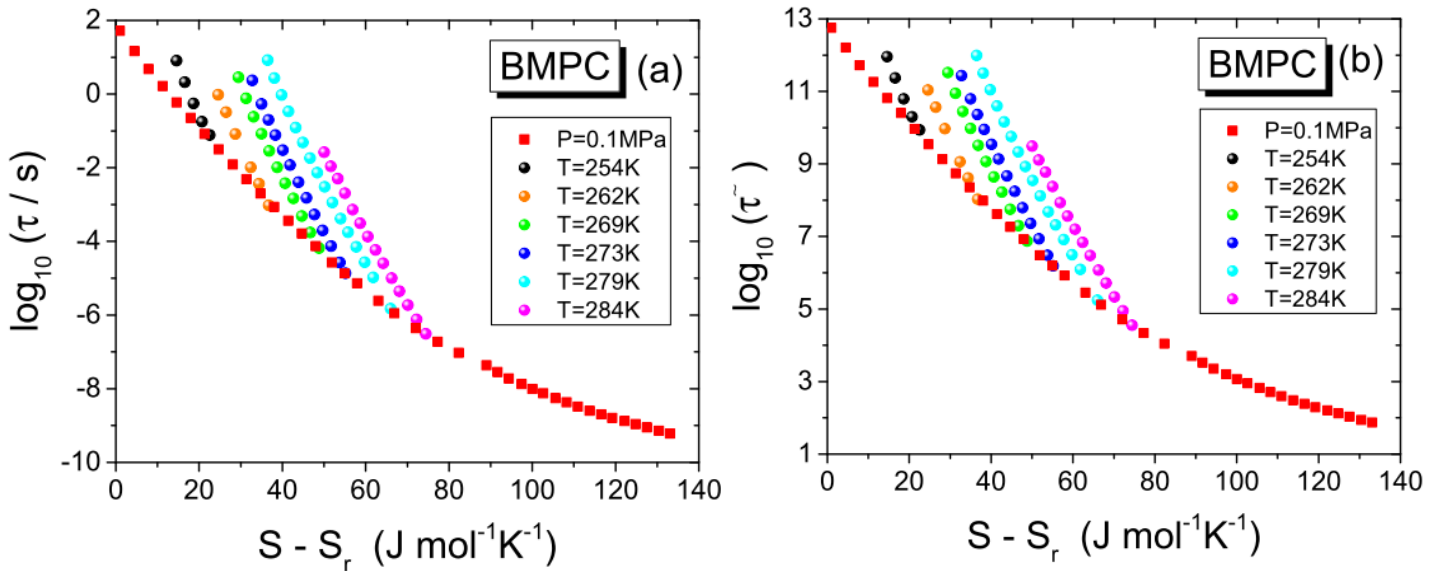 2
0
-2
-4
-6
-8
-10
0 20 40 60 80 100 120 140
log₁₀ (τ / s)
S - Sᵣ (J mol⁻¹K⁻¹)
BMPC (a)
P=0.1MPa
T=254K
T=262K
T=269K
T=273K
T=279K
T=284K
13
11
9
7
5
3
1
0 20 40 60 80 100 120 140
log₁₀ (τ̃)
S - Sᵣ (J mol⁻¹K⁻¹)
BMPC (b)
P=0.1MPa
T=254K
T=262K
T=269K
T=273K
T=279K
T=284K